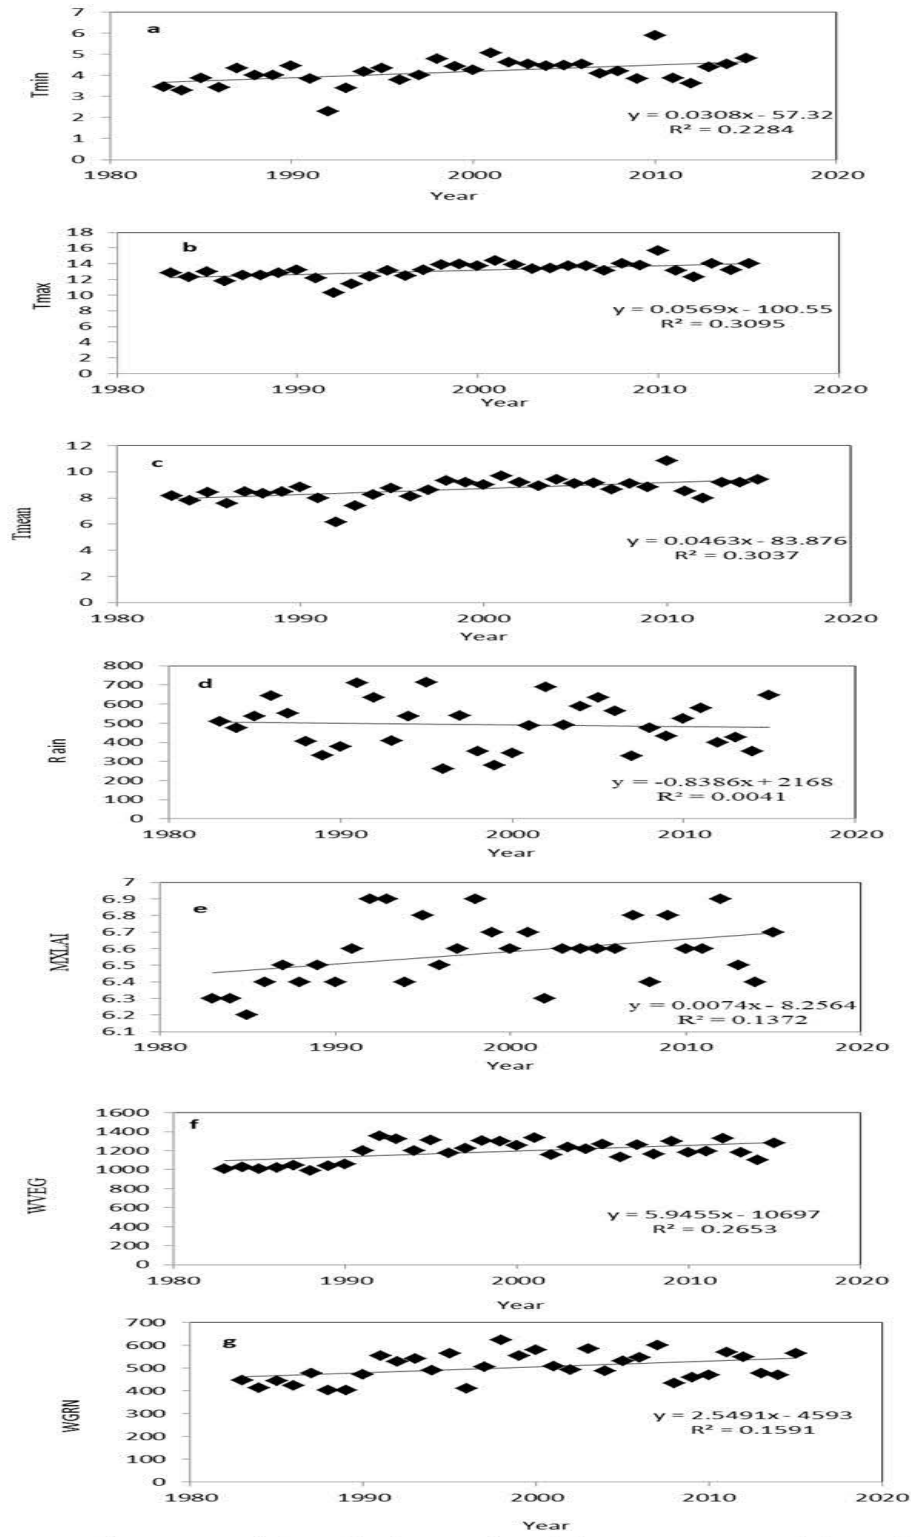 a
7
6
5
4
3
2
1
0
Tmin
y = 0.0308x - 57.32
R² = 0.2284
1980 1990 2000 2010 2020
Year
b
18
16
14
12
10
8
6
4
2
0
Tmax
y = 0.0569x - 100.55
R² = 0.3095
1980 1990 2000 2010 2020
Year
c
12
10
8
6
4
2
0
Tmean
y = 0.0463x - 83.876
R² = 0.3037
1980 1990 2000 2010 2020
Year
d
800
700
600
500
400
300
200
100
0
Rain
y = -0.8386x + 2168
R² = 0.0041
1980 1990 2000 2010 2020
Year
e
7
6.9
6.8
6.7
6.6
6.5
6.4
6.3
6.2
6.1
MXLAI
y = 0.0074x - 8.2564
R² = 0.1372
1980 1990 2000 2010 2020
Year
f
1600
1400
1200
1000
800
600
400
200
0
WVEG
y = 5.9455x - 10697
R² = 0.2653
1980 1990 2000 2010 2020
Year
g
700
600
500
400
300
200
100
0
WGRN
y = 2.5491x - 4593
R² = 0.1591
1980 1990 2000 2010 2020
Year